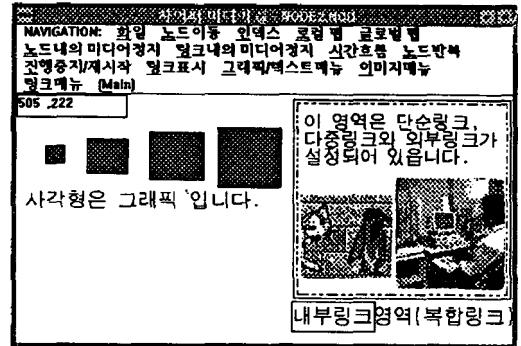 NODE2.NOD
NAVIGATION: 화일 노드이동 인덱스 로컬 맵 글로벌 맵
노드내의 미디어정지 링크내의 미디어정지 시간흐름 노드반복
진행중지/재시작 링크표시 그래픽/텍스트메뉴 이미지메뉴
링크메뉴 (Main)
505 ,222
이 영역은 단순링크,
다중링크와 외부링크가
설정되어 있읍니다.
사각형은 그래픽 입니다.
내부링크영역(복합링크)